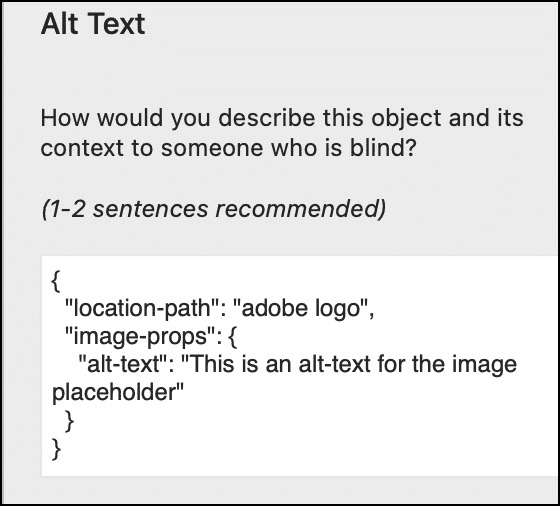 Alt Text
How would you describe this object and its
context to someone who is blind?
(1-2 sentences recommended)
{
"location-path": "adobe logo",
"image-props": {
"alt-text": "This is an alt-text for the image
placeholder"
}
}